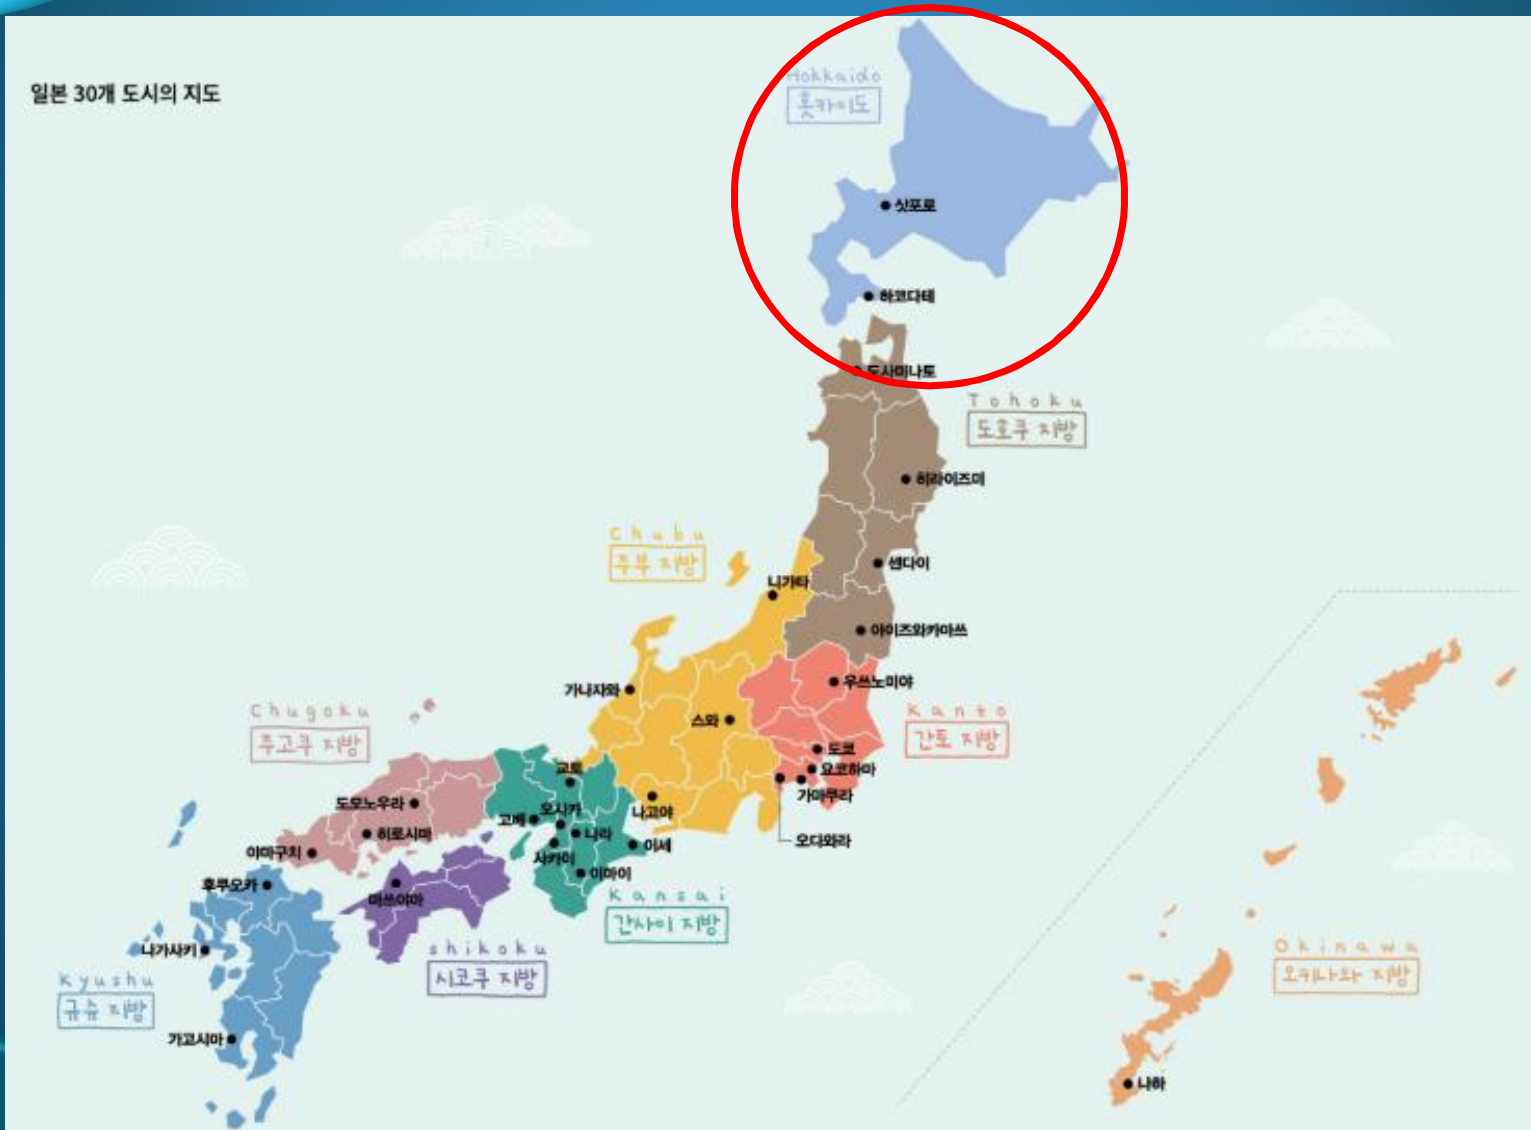 일본 30개 도시의 지도
Hokkaido
홋카이도
삿포로
하코다테
도사미나토
Tohoku
도호쿠 지방
히라이즈미
센다이
아이즈와카마쓰
Chubu
주부 지방
니가타
가나자와
스와
나고야
우쓰노미야
Kanto
간토 지방
도쿄
요코하마
가마쿠라
오다와라
Chugoku
주고쿠 지방
도모노우라
히로시마
야마구치
교토
오사카
고베
나라
이세
사카이
이마이
Kansai
간사이 지방
마쓰야마
shikoku
시코쿠 지방
후쿠오카
나가사키
Kyushu
규슈 지방
가고시마
Okinawa
오키나와 지방
나하